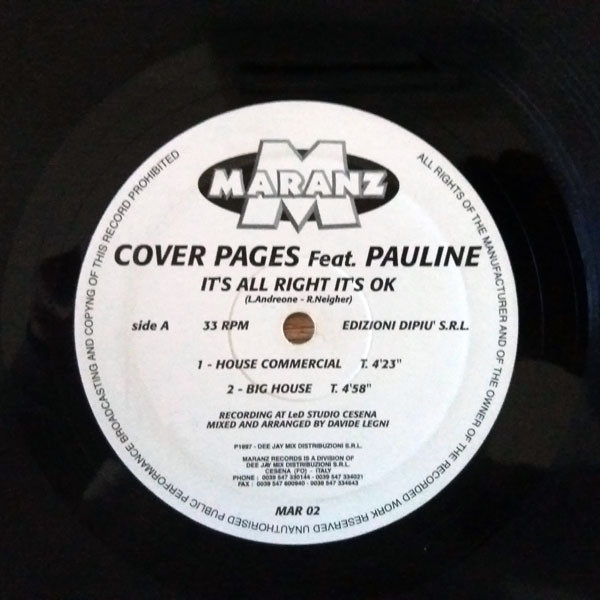 MARANZ
M
COVER PAGES Feat. PAULINE
IT'S ALL RIGHT IT'S OK
(L.Andreone - R.Neigher)
side A 33 RPM EDIZIONI DIPIU' S.R.L.
1 - HOUSE COMMERCIAL T. 4'23"
2 - BIG HOUSE T. 4'58"
RECORDING AT LeD STUDIO CESENA
MIXED AND ARRANGED BY DAVIDE LEGNI
P1997 - DEE JAY MIX DISTRIBUZIONI S.R.L.
MARANZ RECORDS IS A DIVISION OF
DEE JAY MIX DISTRIBUZIONI S.R.L.
CESENA (FO) - ITALY
PHONE : 0039 547 330144 - 0039 547 334021
FAX : 0039 547 600940 - 0039 547 334643
MAR 02
ALL RIGHTS OF THE MANUFACTURER AND OF THE OWNER OF THE RECORDED WORK RESERVED UNAUTHORISED PUBLIC PERFORMANCE BROADCASTING AND COPYNG OF THIS RECORD PROHIBITED